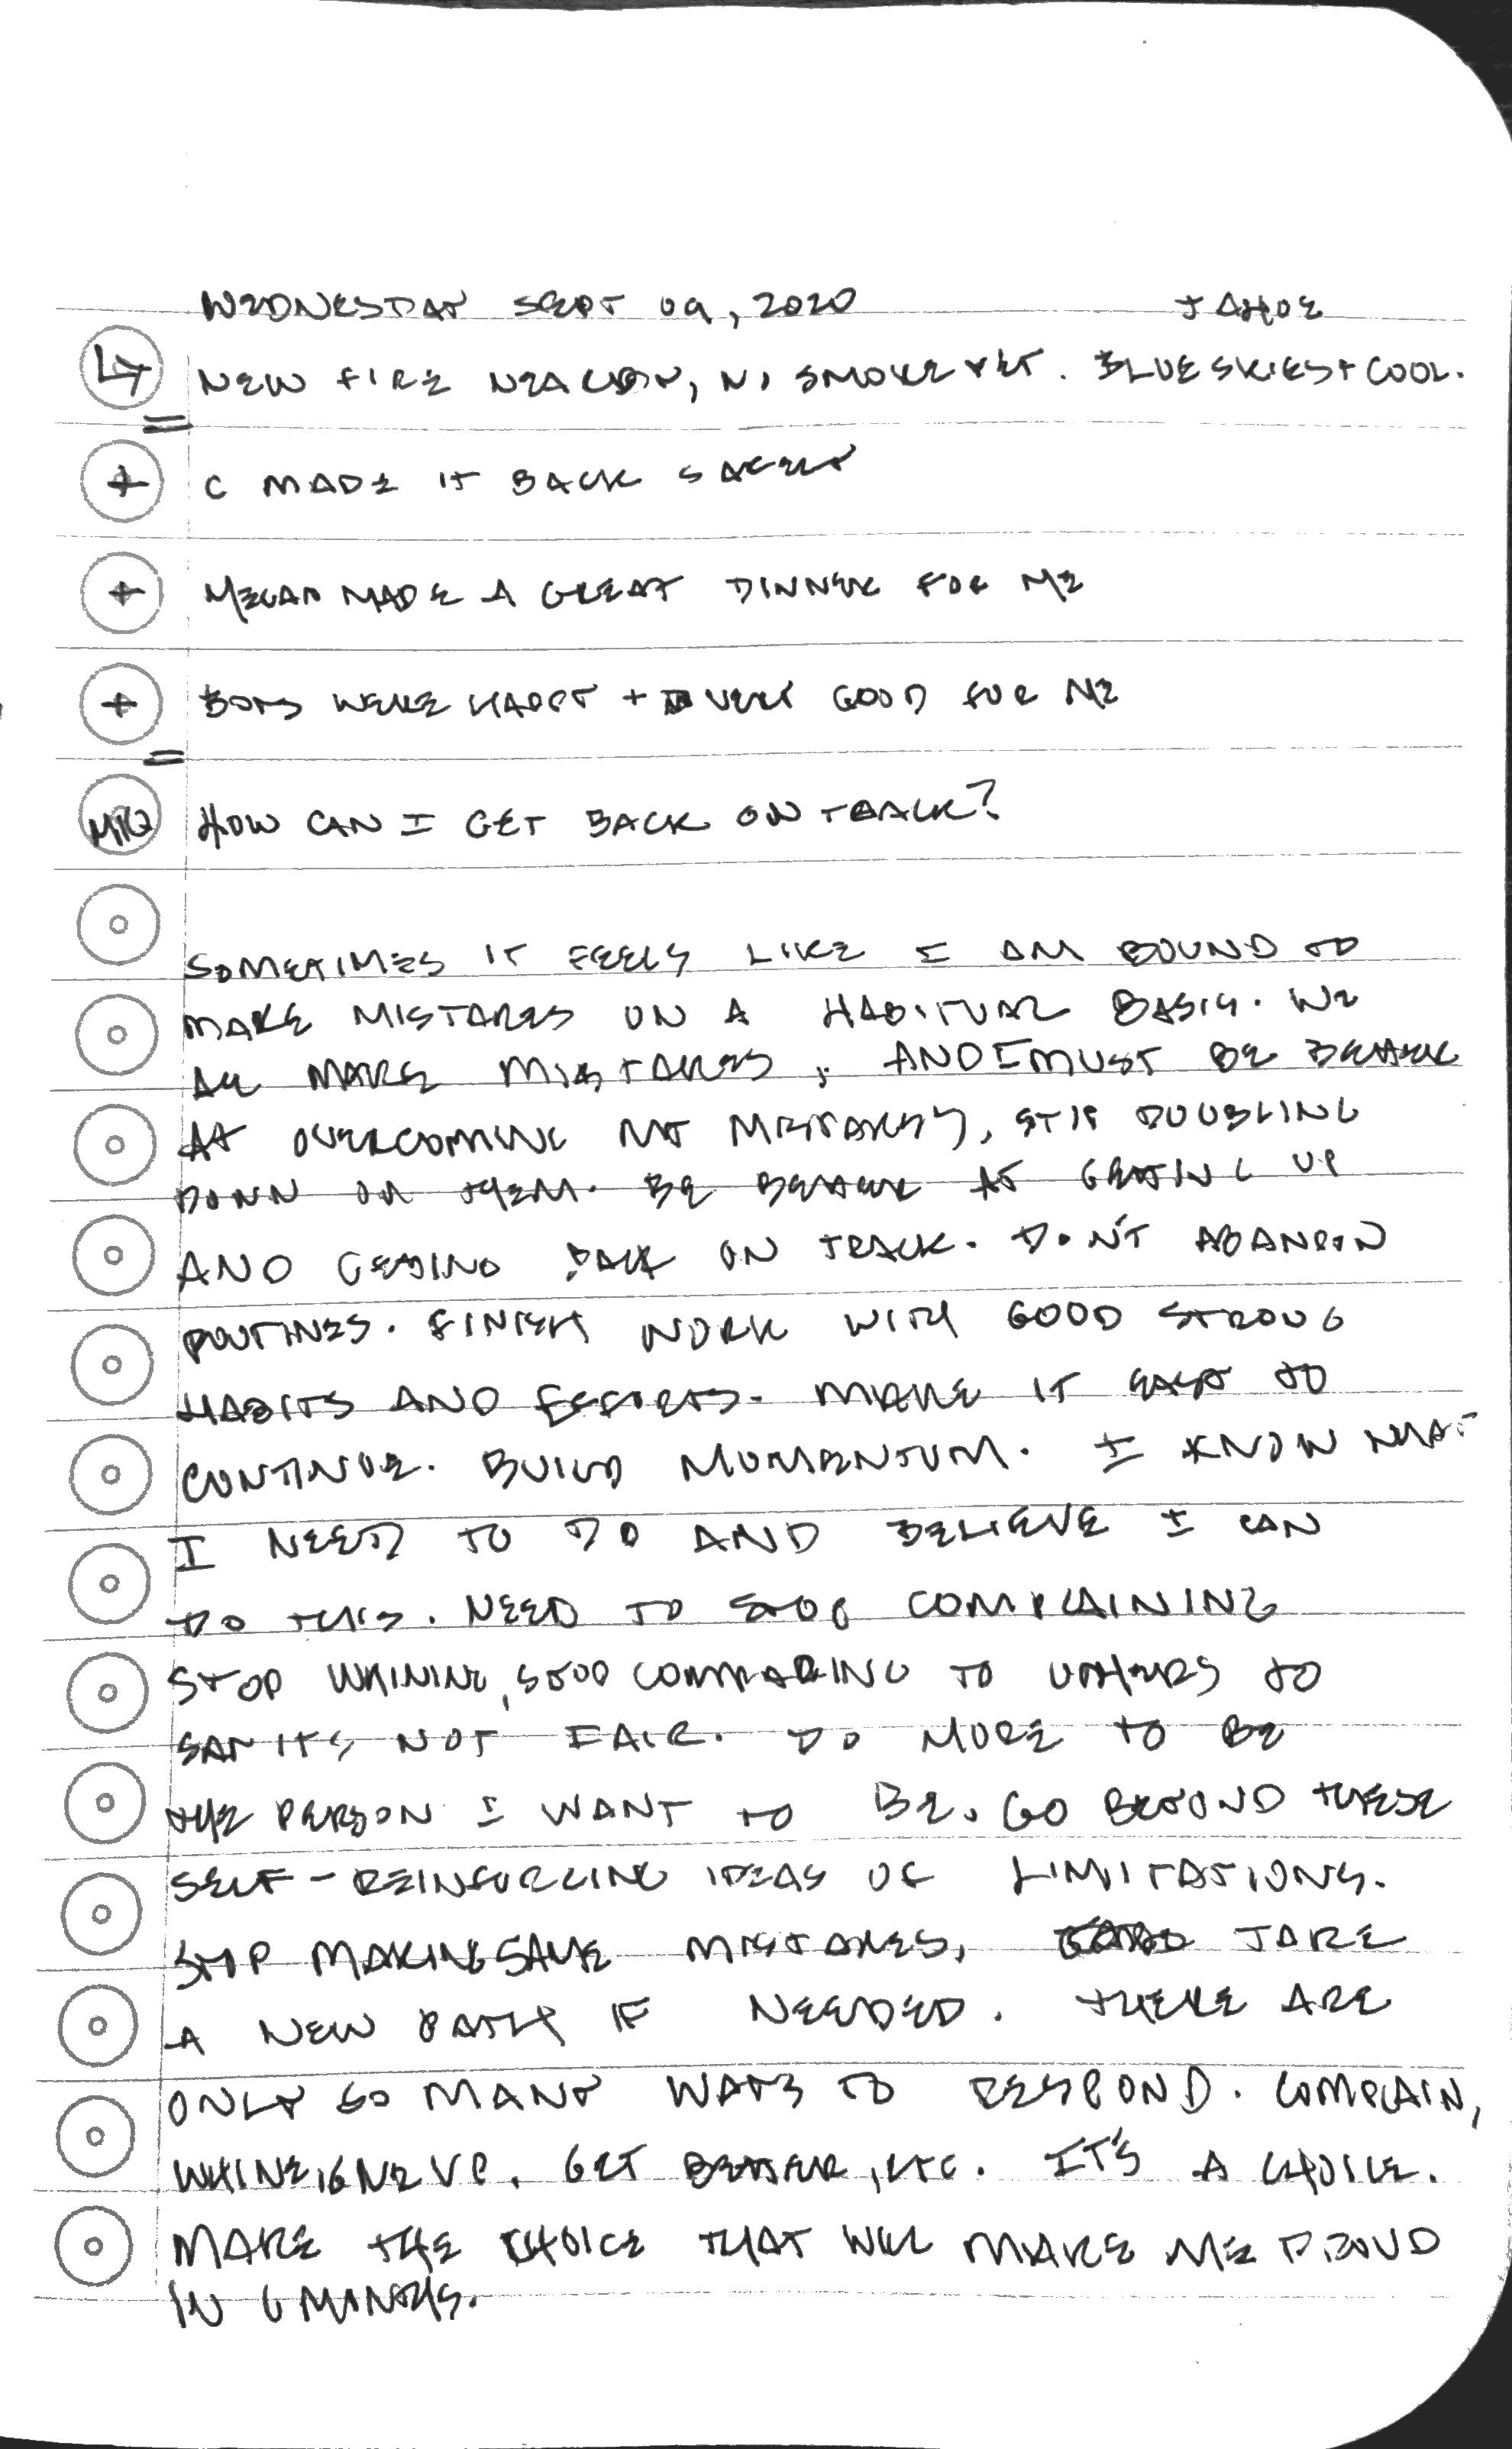 WEDNESDAY SEPT 09, 2020 TAHOE
L7 NEW FIRE NEARBY, NO SMOKE YET. BLUE SKIES + COOL.
=
+ C MADE IT BACK SAFELY
+ MEGAN MADE A GREAT DINNER FOR ME
+ BOYS WERE HAPPY + VERY GOOD FOR ME
=
MIQ HOW CAN I GET BACK ON TRACK?
SOMETIMES IT FEELS LIKE I AM BOUND TO
MAKE MISTAKES ON A HABITUAL BASIS. WE
ALL MAKE MISTAKES, AND I MUST BE BETTER
AT OVERCOMING MY MISTAKES, STOP DOUBLING
DOWN ON THEM. BE BETTER AT GETTING UP
AND GETTING BACK ON TRACK. DON'T ABANDON
ROUTINES. FINISH WORK WITH GOOD STRONG
HABITS AND EFFORTS. MAKE IT EASY TO
CONTINUE. BUILD MOMENTUM. I KNOW WHAT
I NEED TO DO AND BELIEVE I CAN
DO THIS. NEED TO STOP COMPLAINING
STOP WHINING, STOP COMPARING TO OTHERS TO
SAY ITS NOT FAIR. DO MORE TO BE
THE PERSON I WANT TO BE. GO BEYOND THESE
SELF-REINFORCING IDEAS OF LIMITATIONS.
STOP MAKING SAME MISTAKES, TAKE
A NEW PATH IF NEEDED. THERE ARE
ONLY SO MANY WAYS TO RESPOND. COMPLAIN,
WHINE, GIVE UP, GET BETTER, ETC. IT'S A CHOICE.
MAKE THE CHOICE THAT WILL MAKE ME PROUD
IN 6 MONTHS.